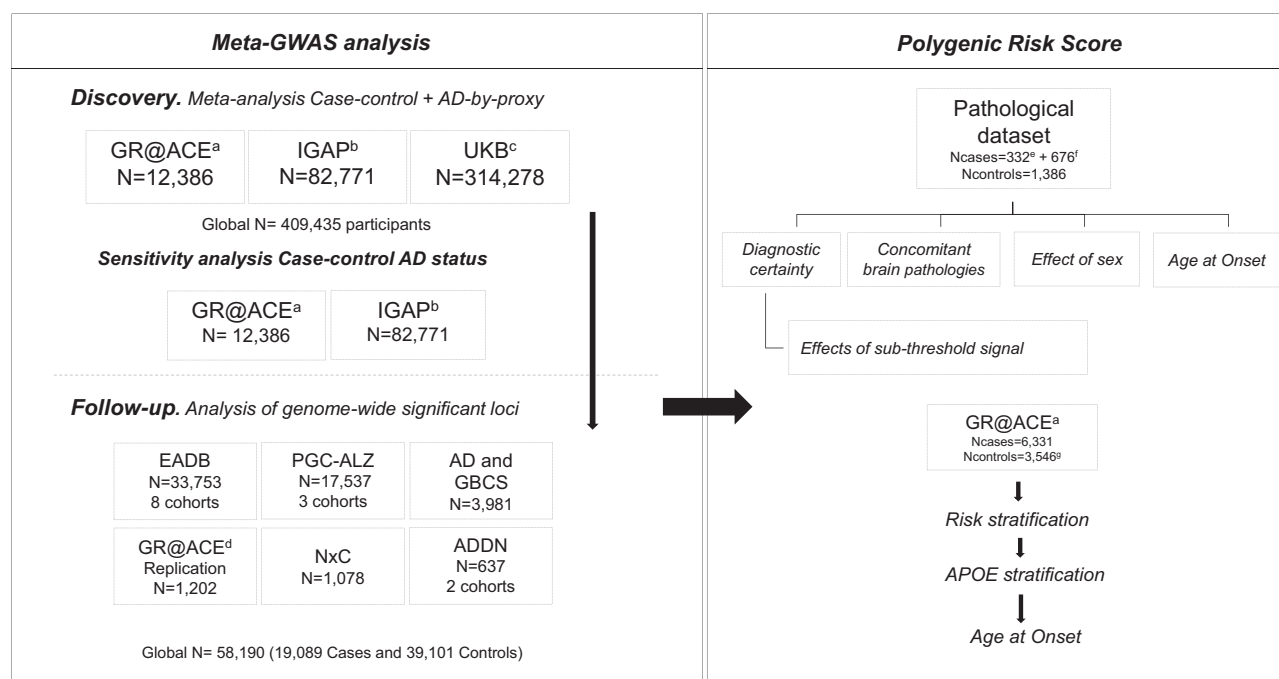 Meta-GWAS analysis
Discovery. Meta-analysis Case-control + AD-by-proxy
GR@ACEᵃ
N=12,386
IGAPᵇ
N=82,771
UKBᶜ
N=314,278
Global N= 409,435 participants
Sensitivity analysis Case-control AD status
GR@ACEᵃ
N= 12,386
IGAPᵇ
N=82,771
Follow-up. Analysis of genome-wide significant loci
EADB
N=33,753
8 cohorts
PGC-ALZ
N=17,537
3 cohorts
AD and
GBCS
N=3,981
GR@ACEᵈ
Replication
N=1,202
NxC
N=1,078
ADDN
N=637
2 cohorts
Global N= 58,190 (19,089 Cases and 39,101 Controls)
Polygenic Risk Score
Pathological
dataset
Ncases=332ᵉ + 676ᶠ
Ncontrols=1,386
Diagnostic
certainty
Concomitant
brain pathologies
Effect of sex
Age at Onset
Effects of sub-threshold signal
GR@ACEᵃ
Ncases=6,331
Ncontrols=3,546ᵍ
Risk stratification
APOE stratification
Age at Onset